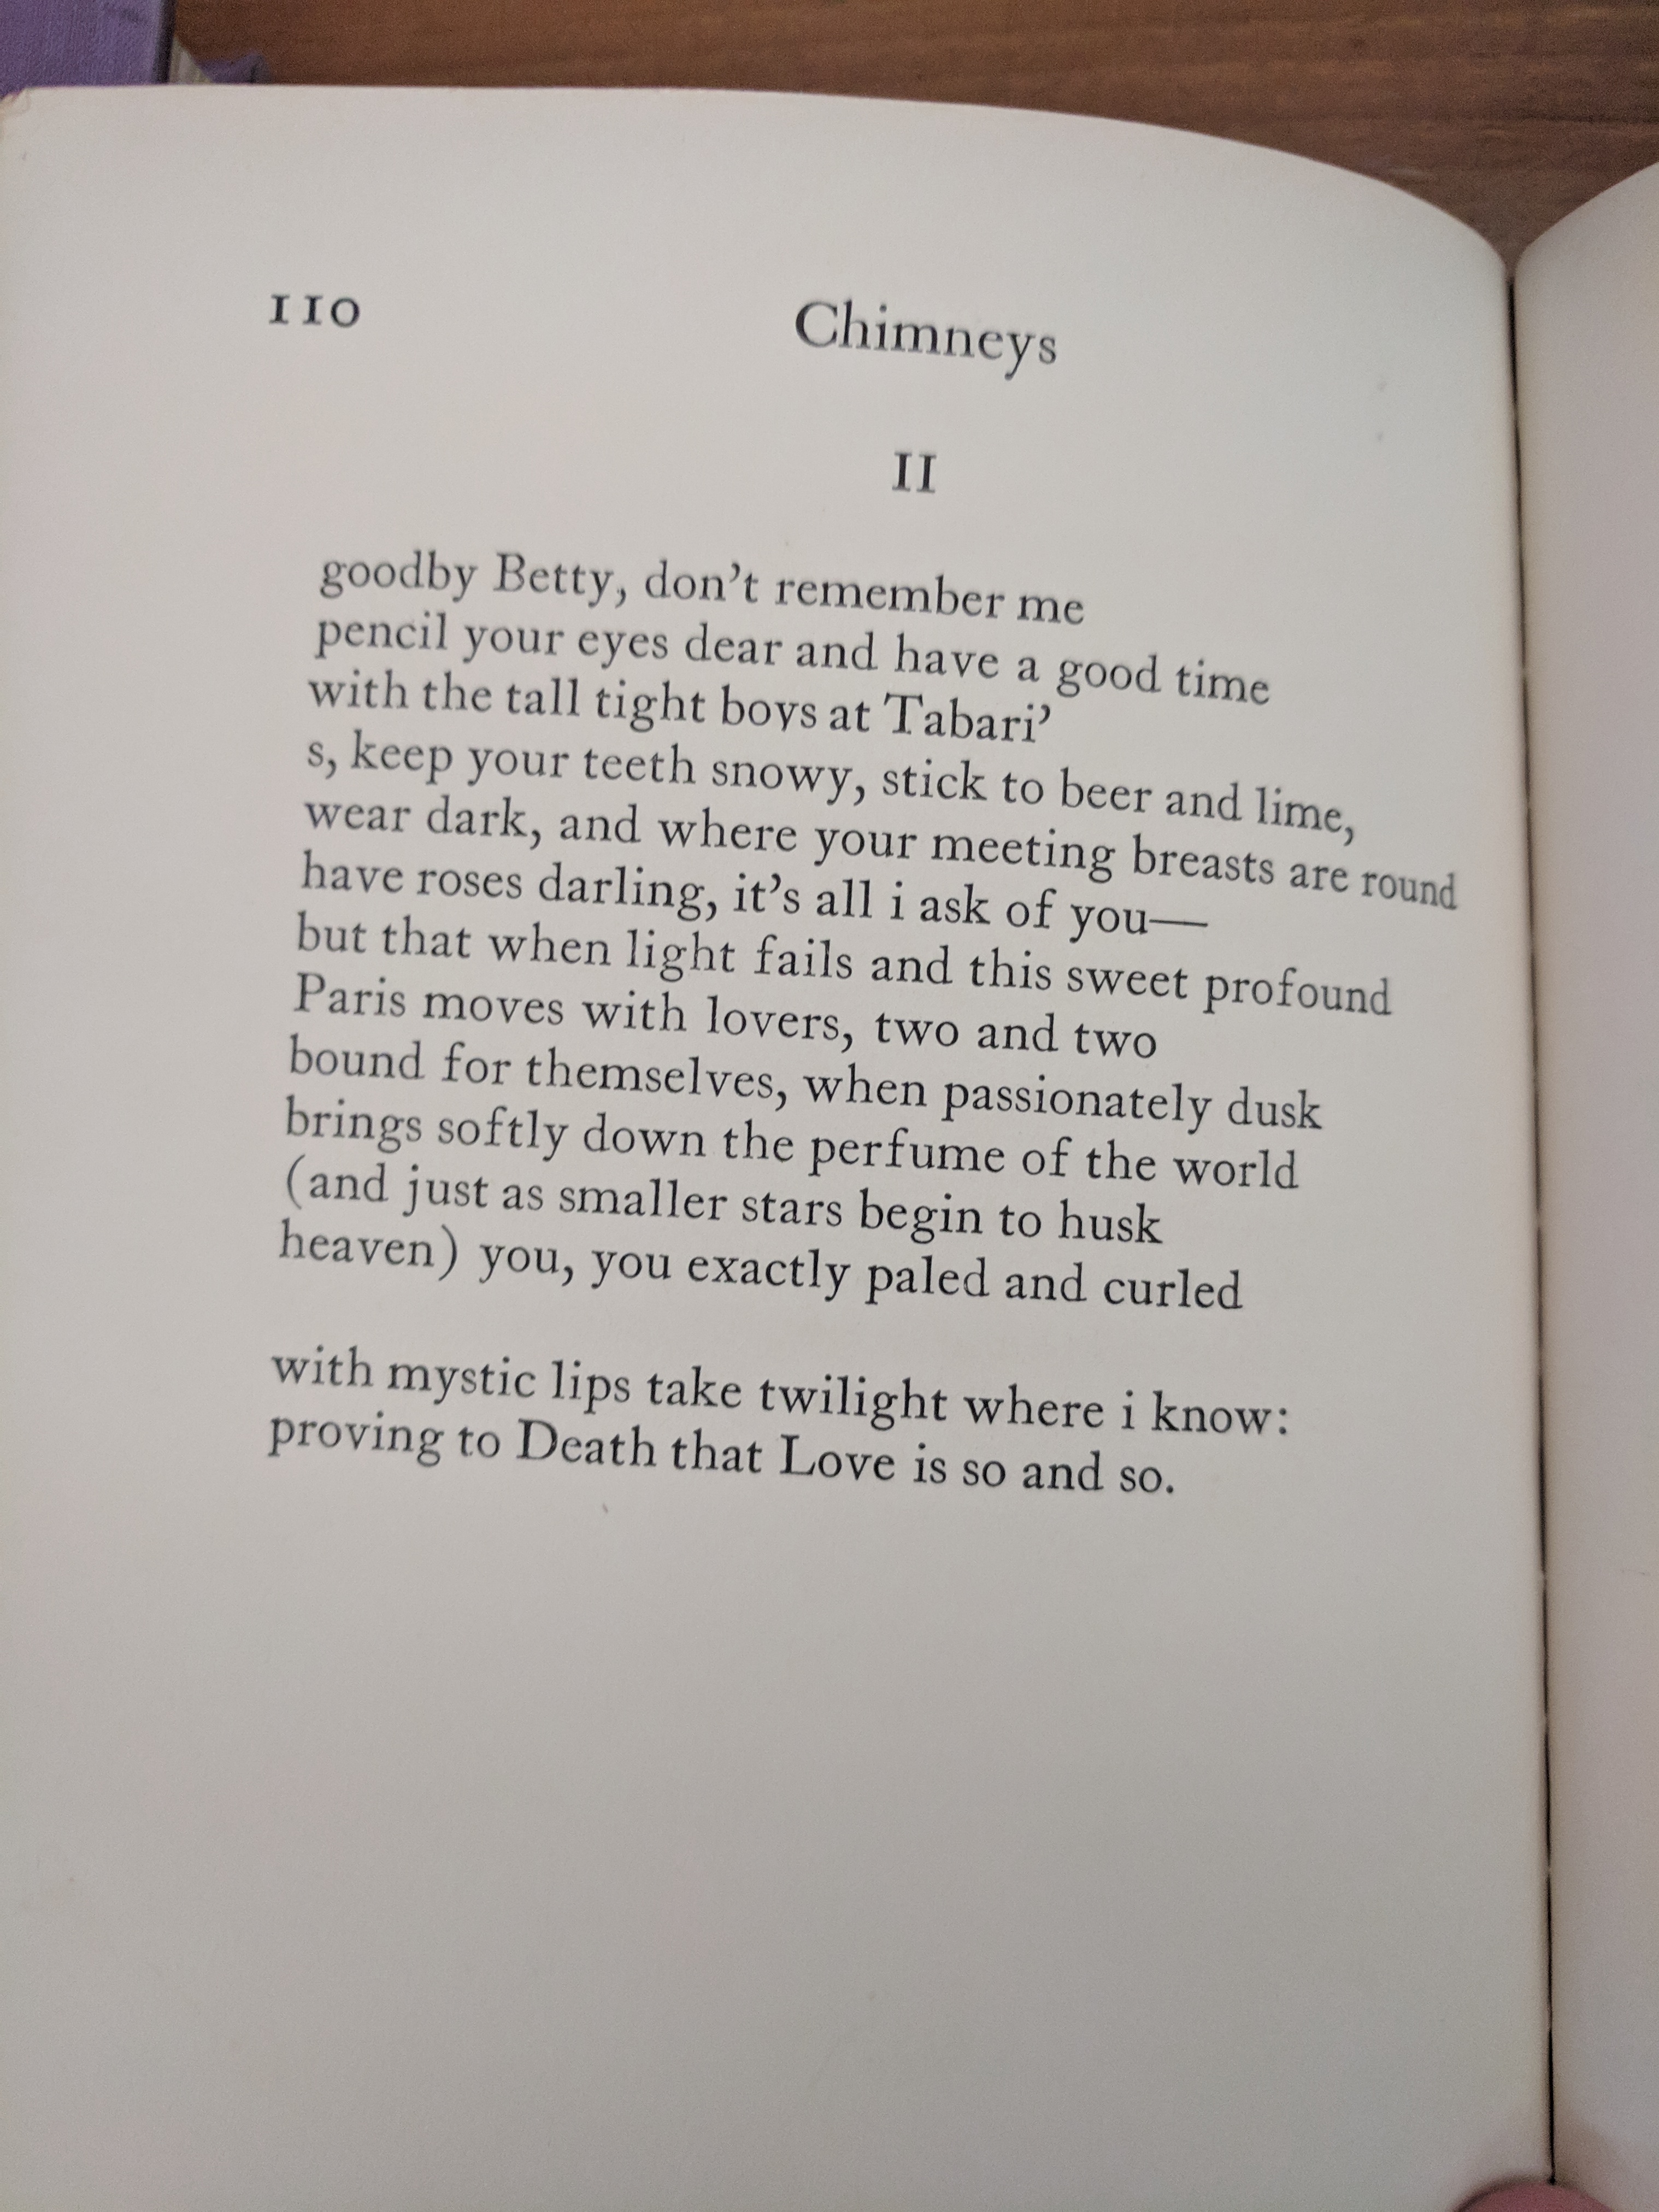 110
Chimneys
II
goodby Betty, don’t remember me
pencil your eyes dear and have a good time
with the tall tight boys at Tabari’
s, keep your teeth snowy, stick to beer and lime,
wear dark, and where your meeting breasts are round
have roses darling, it’s all i ask of you—
but that when light fails and this sweet profound
Paris moves with lovers, two and two
bound for themselves, when passionately dusk
brings softly down the perfume of the world
(and just as smaller stars begin to husk
heaven) you, you exactly paled and curled
with mystic lips take twilight where i know:
proving to Death that Love is so and so.